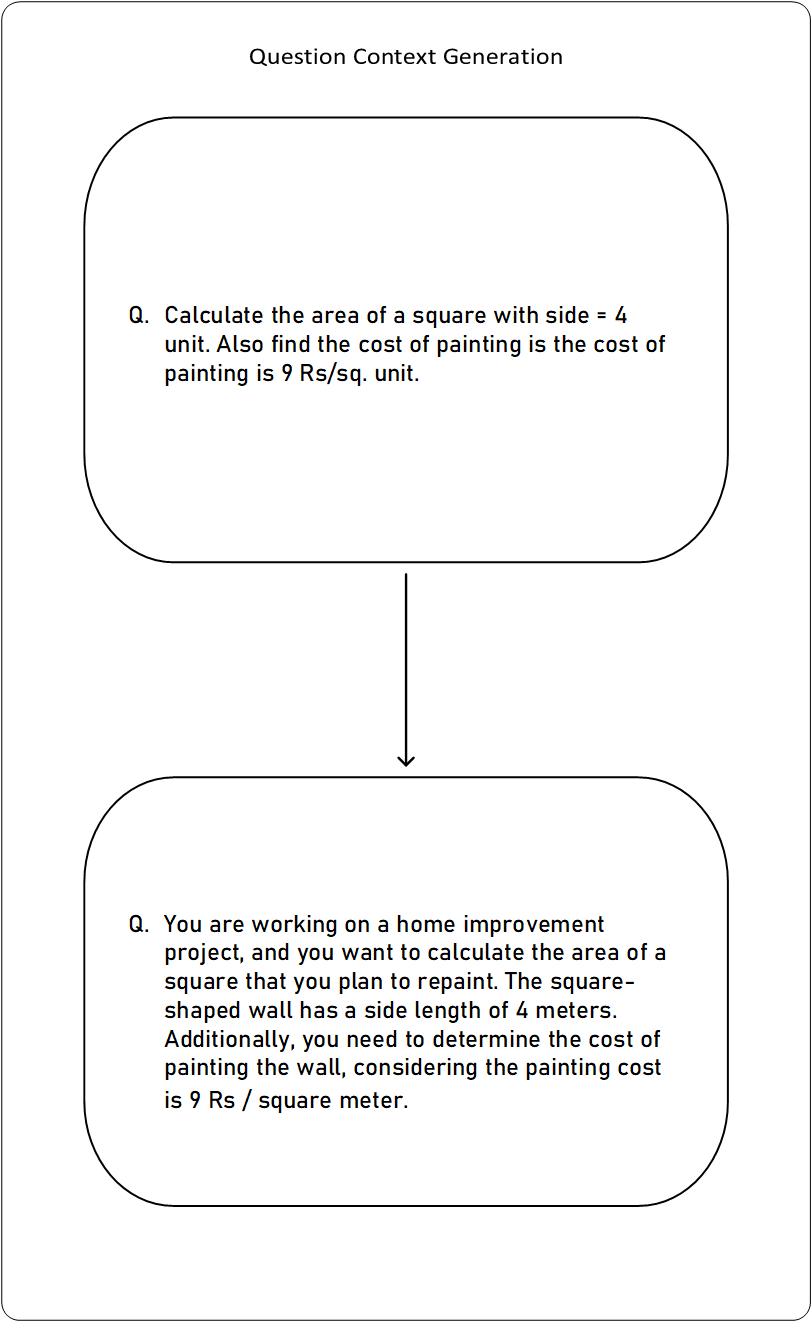 Question Context Generation
Q. Calculate the area of a square with side = 4
unit. Also find the cost of painting is the cost of
painting is 9 Rs/sq. unit.
Q. You are working on a home improvement
project, and you want to calculate the area of a
square that you plan to repaint. The square-
shaped wall has a side length of 4 meters.
Additionally, you need to determine the cost of
painting the wall, considering the painting cost
is 9 Rs / square meter.